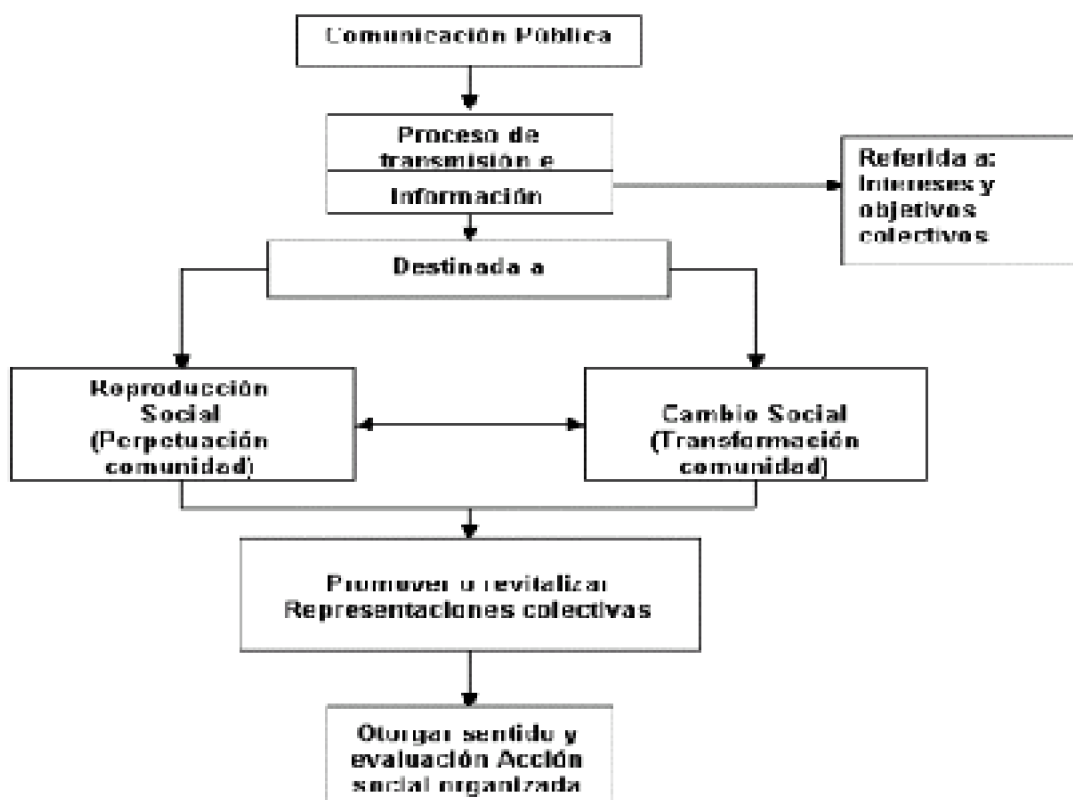 Comunicación Pública
Proceso de
transmisión e
Información
Referida a:
Intereses y
objetivos
colectivos
Destinada a
Reproducción
Social
(Perpetuación
comunidad)
Cambio Social
(Transformación
comunidad)
Promover o revitalizar
Representaciones colectivas
Otorgar sentido y
evaluación Acción
social organizada